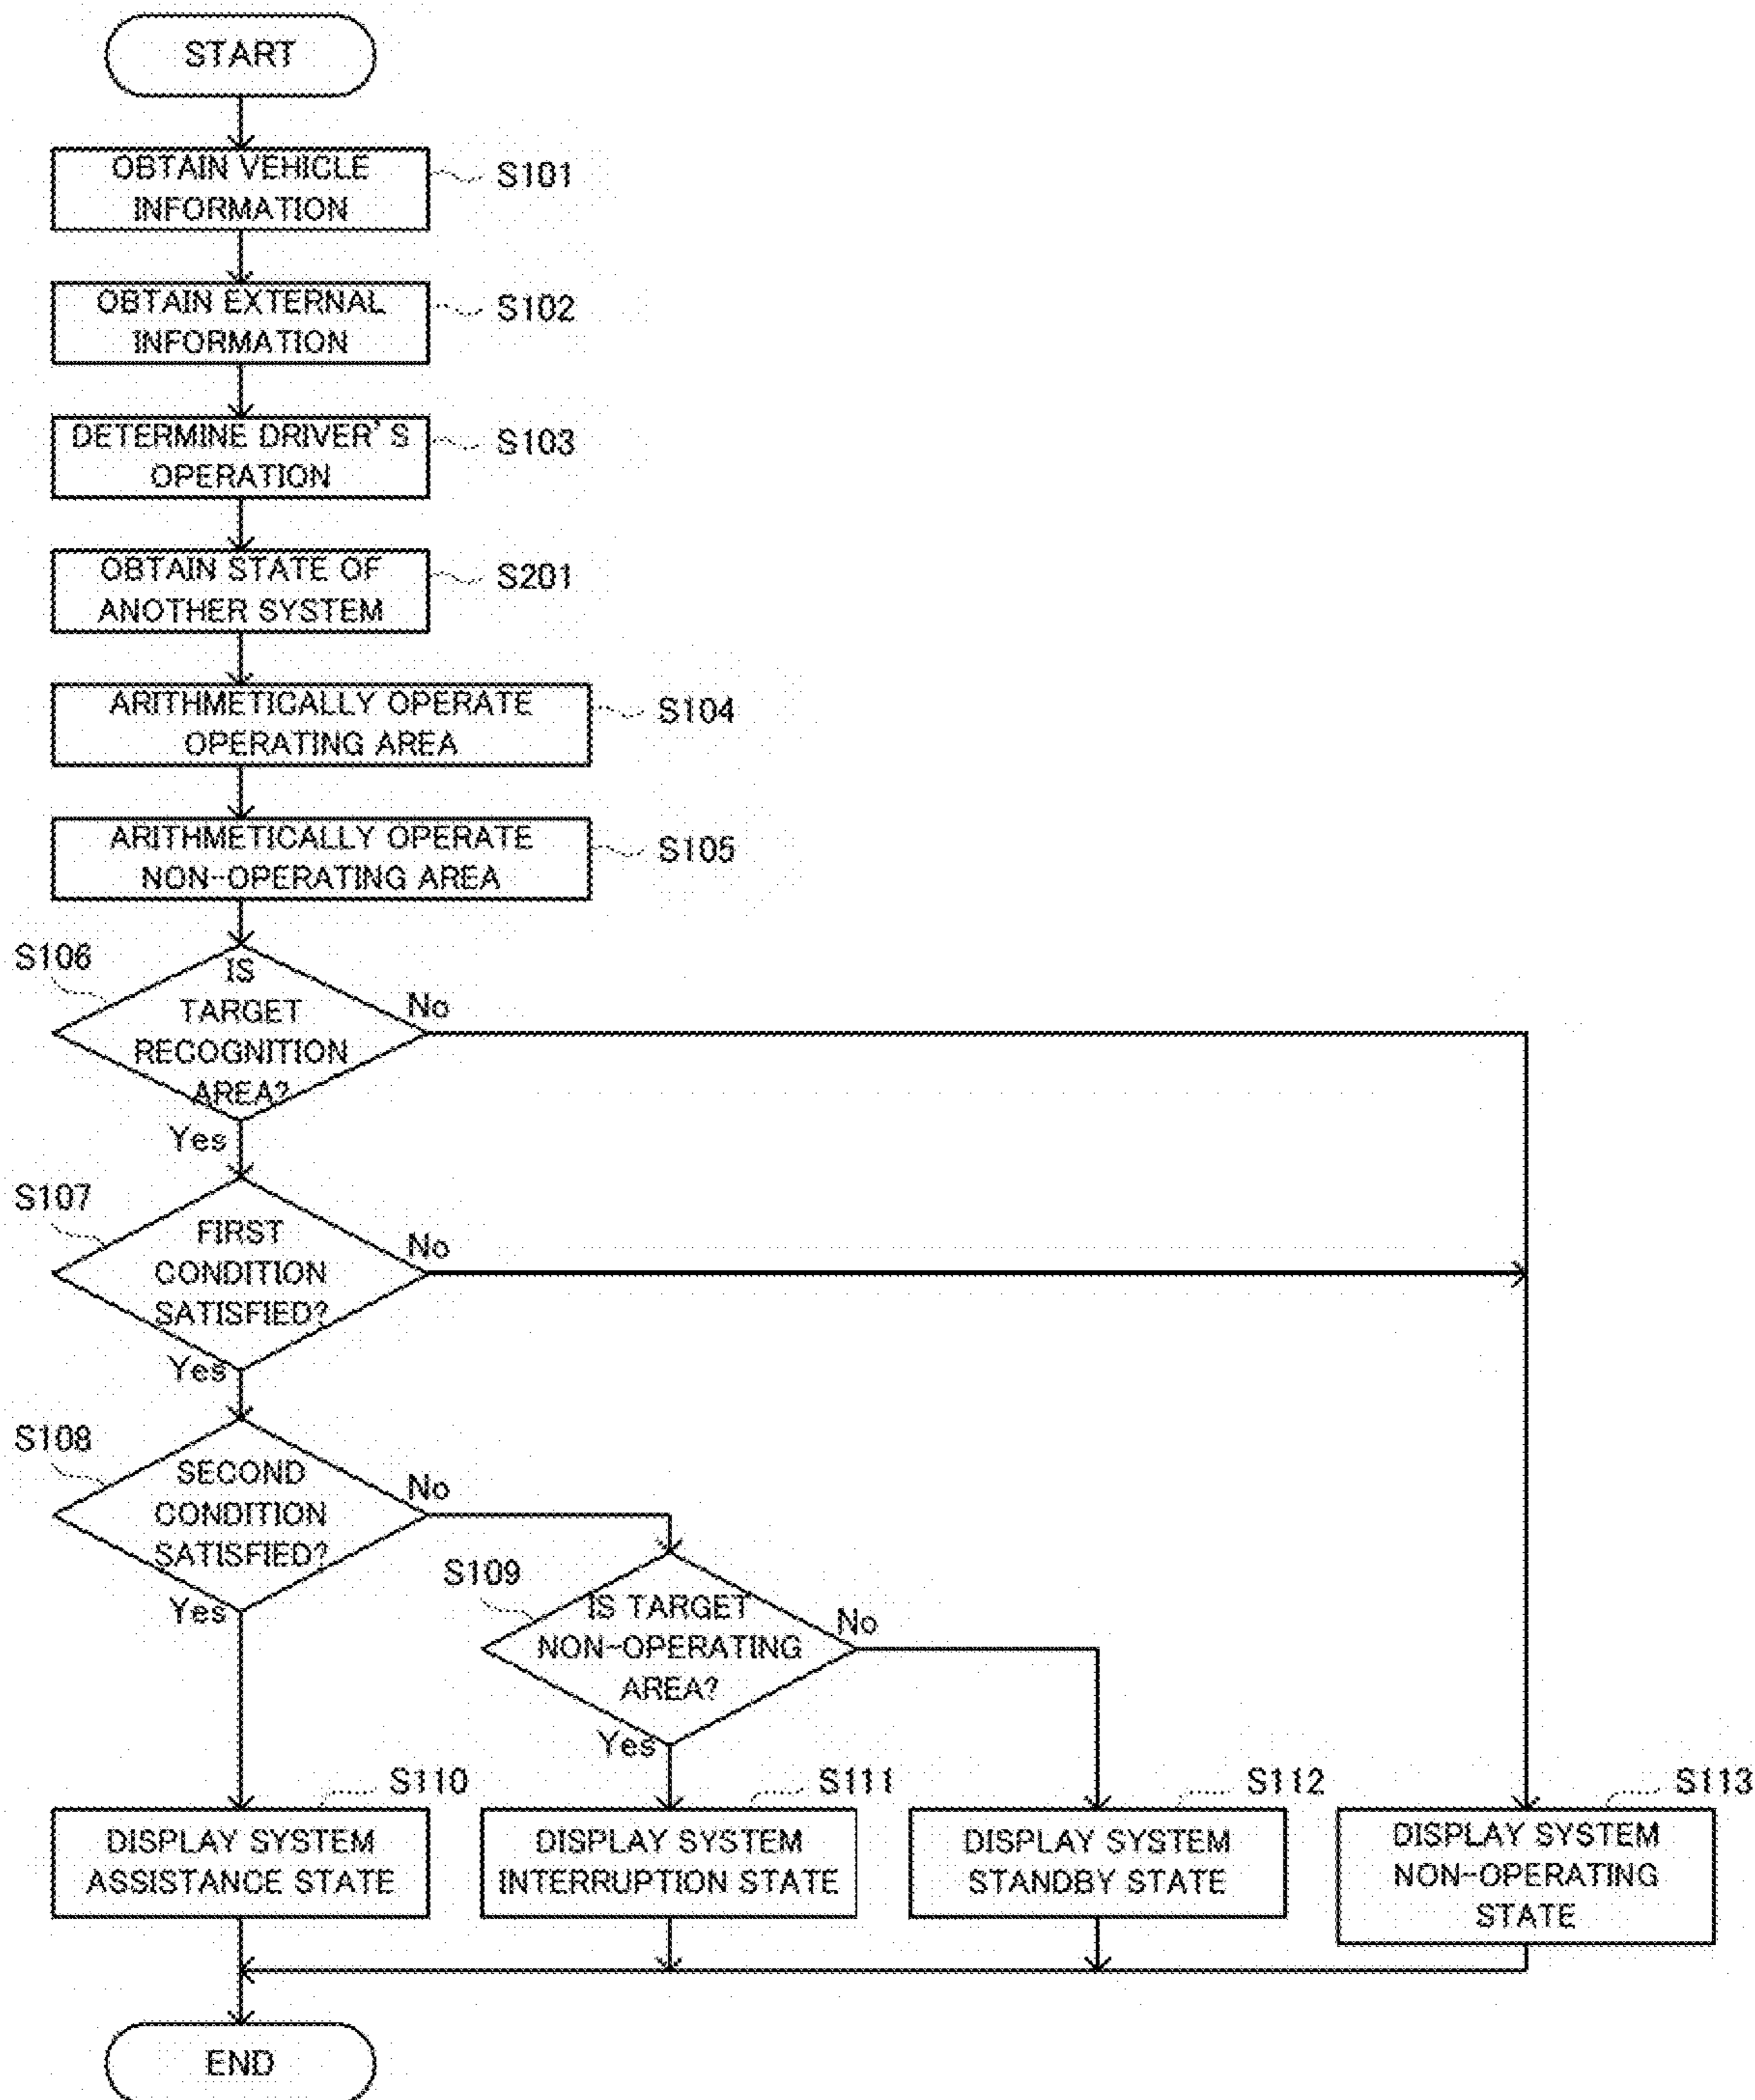 START
OBTAIN VEHICLE
INFORMATION
S101
OBTAIN EXTERNAL
INFORMATION
S102
DETERMINE DRIVER'S
OPERATION
S103
OBTAIN STATE OF
ANOTHER SYSTEM
S201
ARITHMETICALLY OPERATE
OPERATING AREA
S104
ARITHMETICALLY OPERATE
NON-OPERATING AREA
S105
S106
IS
TARGET
RECOGNITION
AREA?
No
Yes
S107
FIRST
CONDITION
SATISFIED?
No
Yes
S108
SECOND
CONDITION
SATISFIED?
No
Yes
S109
IS TARGET
NON-OPERATING
AREA?
No
Yes
S110
DISPLAY SYSTEM
ASSISTANCE STATE
S111
DISPLAY SYSTEM
INTERRUPTION STATE
S112
DISPLAY SYSTEM
STANDBY STATE
S113
DISPLAY SYSTEM
NON-OPERATING
STATE
END